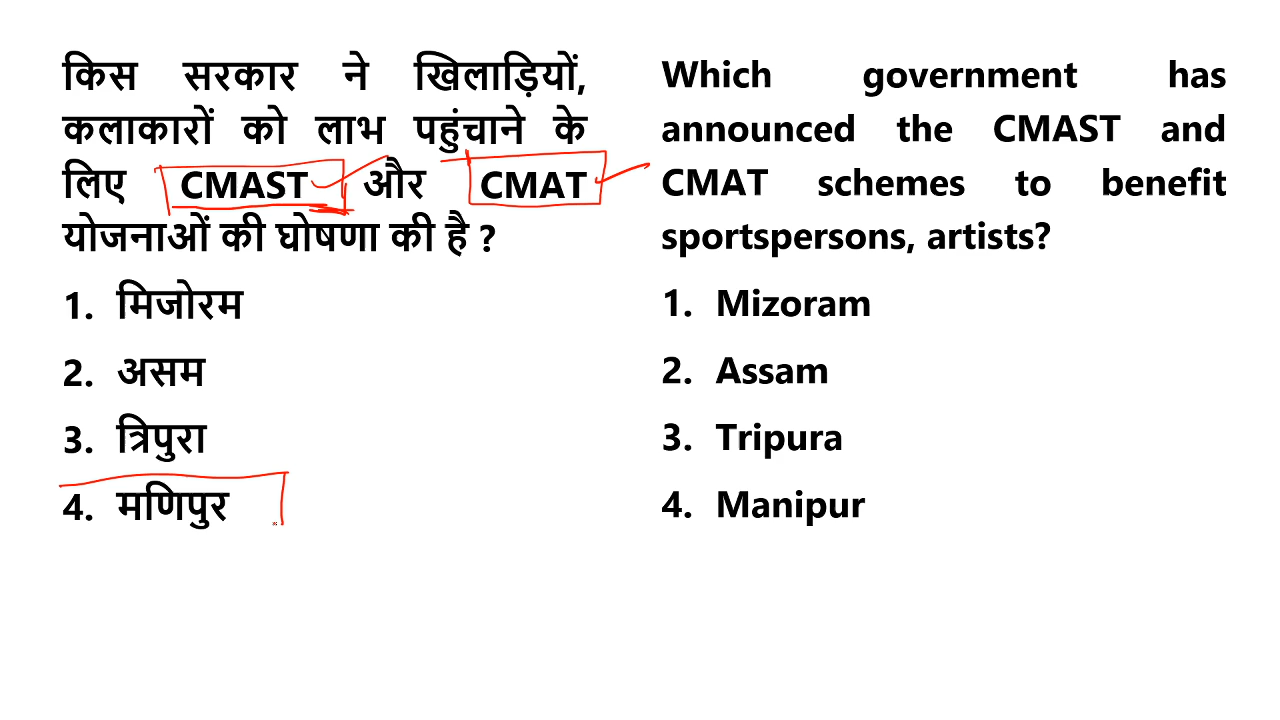 किस सरकार ने खिलाड़ियों,
कलाकारों को लाभ पहुंचाने के
लिए CMAST और CMAT
योजनाओं की घोषणा की है ?
1. मिजोरम
2. असम
3. त्रिपुरा
4. मणिपुर
Which government has
announced the CMAST and
CMAT schemes to benefit
sportspersons, artists?
1. Mizoram
2. Assam
3. Tripura
4. Manipur